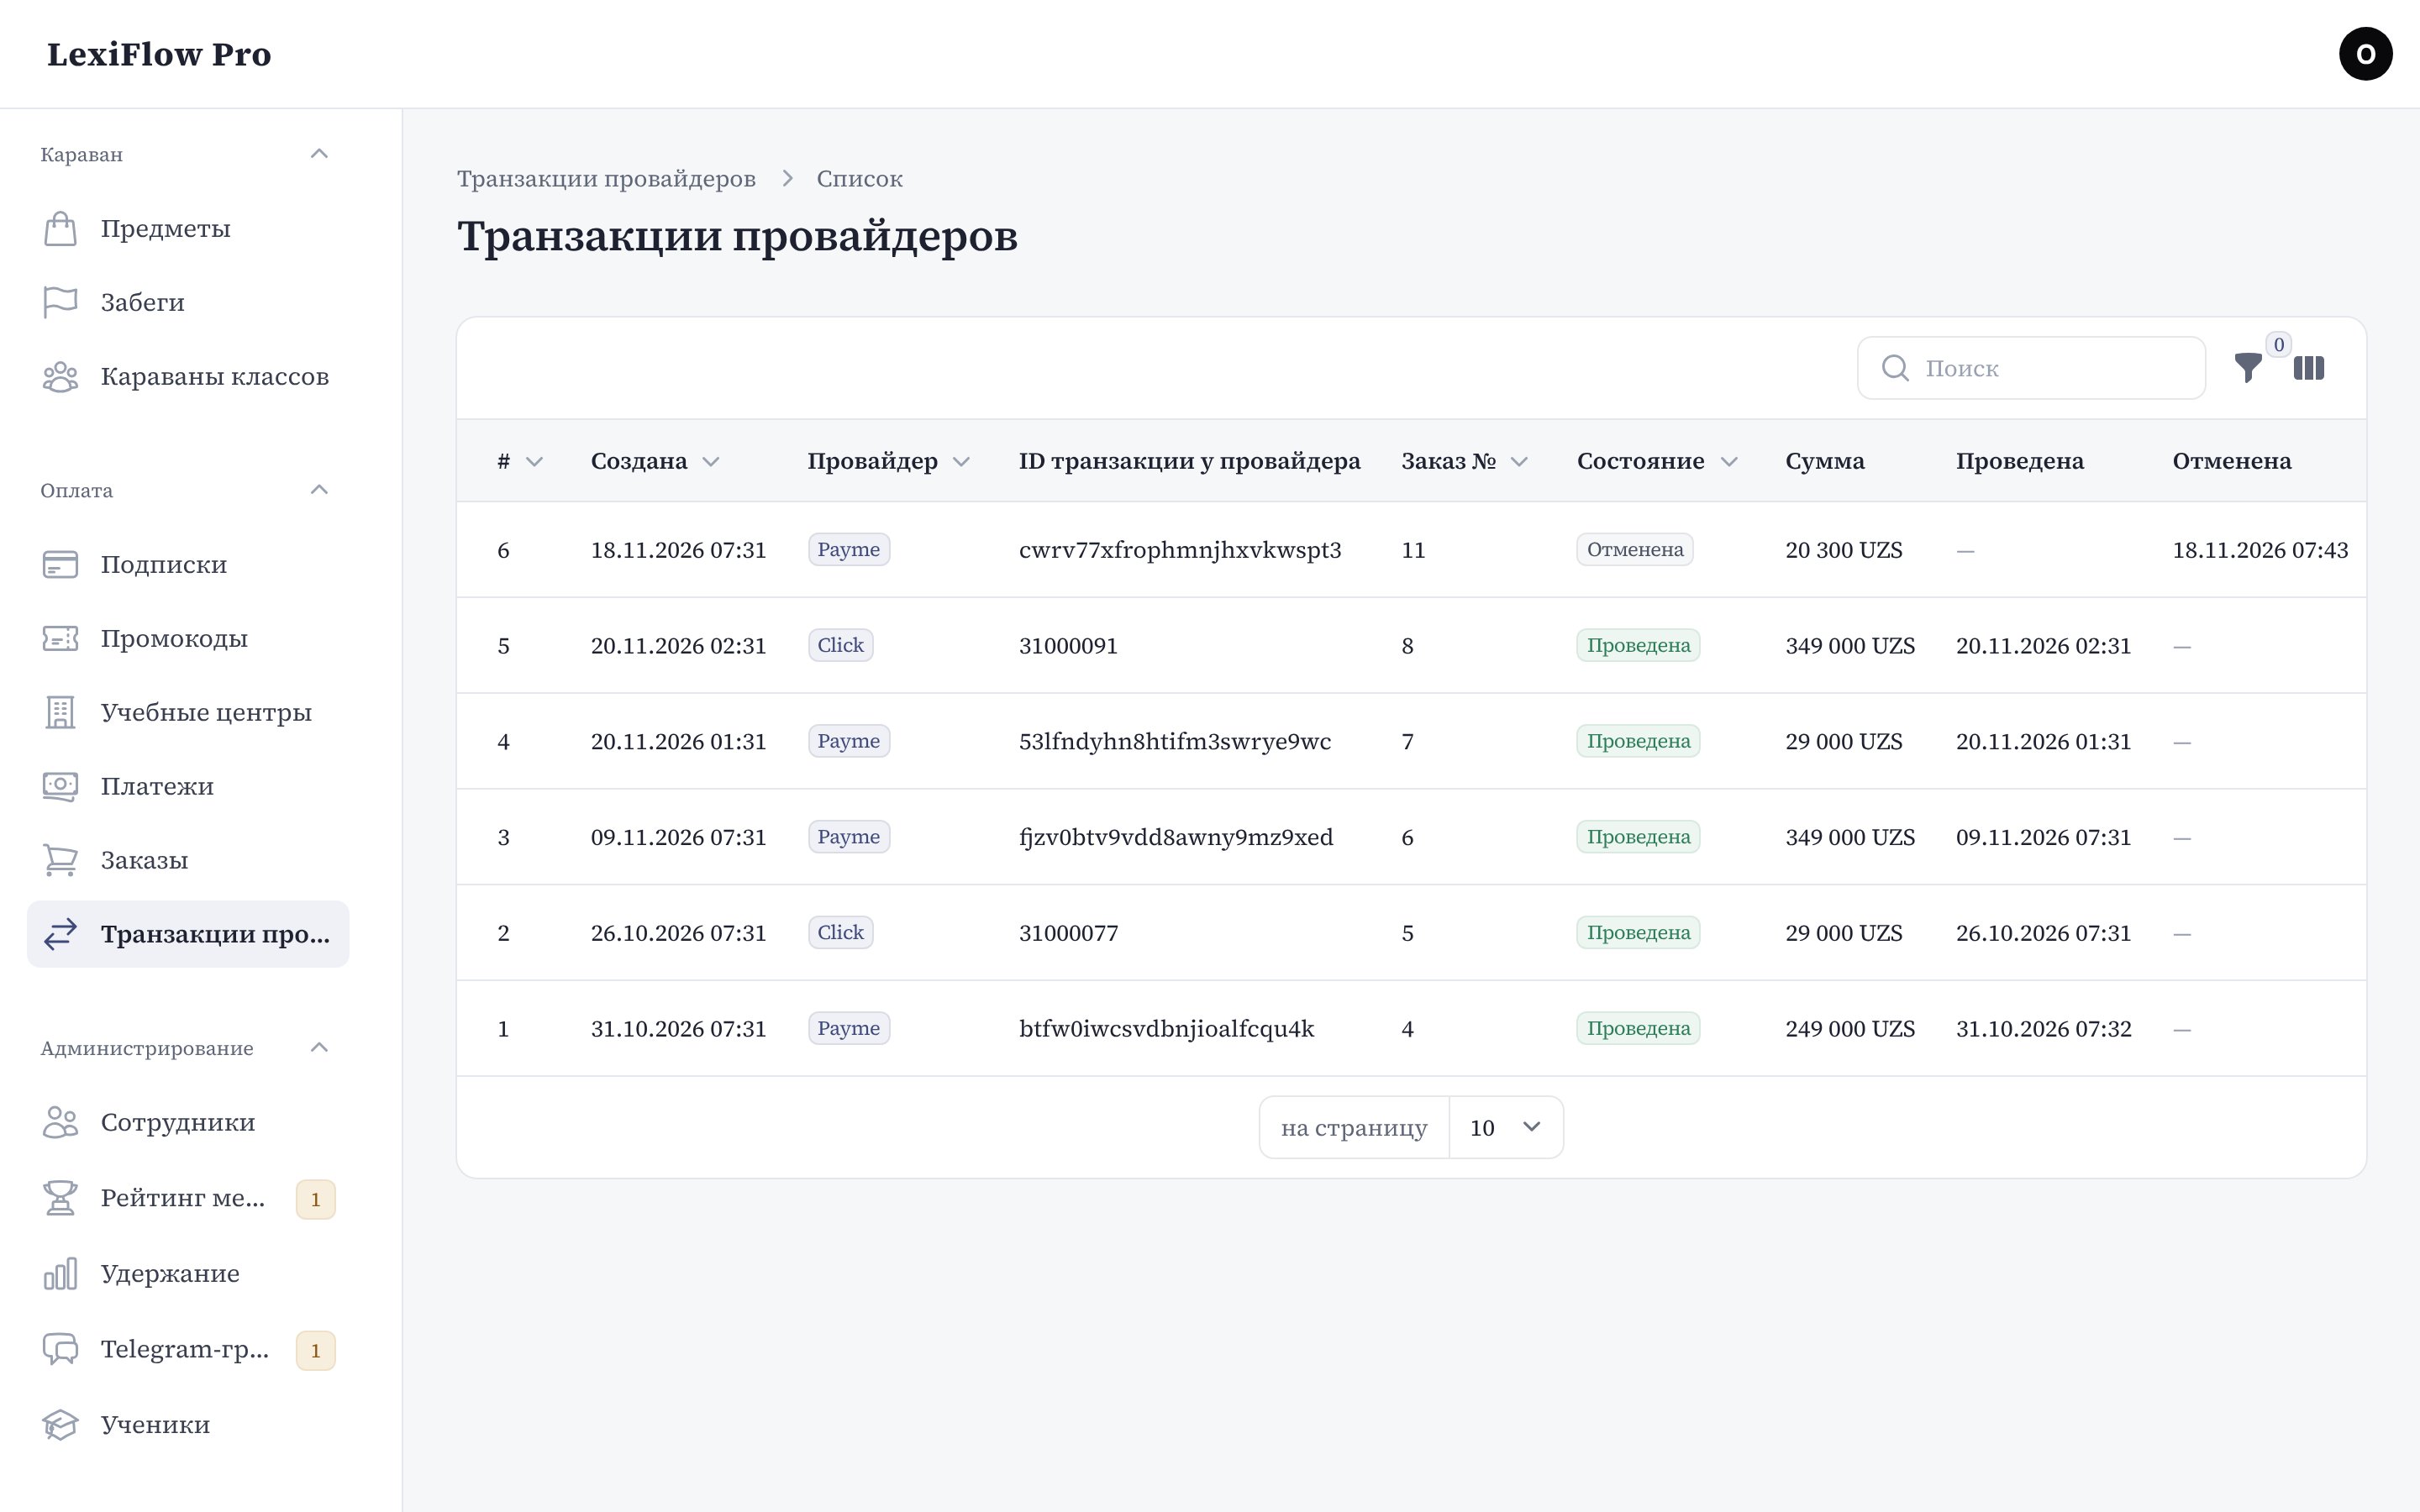 LexiFlow Pro
O
Караван
Предметы
Забеги
Караваны классов
Оплата
Подписки
Промокоды
Учебные центры
Платежи
Заказы
Транзакции про...
Администрирование
Сотрудники
Рейтинг ме... 1
Удержание
Telegram-гр... 1
Ученики
Транзакции провайдеров Список
Транзакции провайдеров
Поиск 0
# Создана Провайдер ID транзакции у провайдера Заказ № Состояние Сумма Проведена Отменена
6 18.11.2026 07:31 Payme cwrv77xfrophmnjhxvkwspt3 11 Отменена 20 300 UZS — 18.11.2026 07:43
5 20.11.2026 02:31 Click 31000091 8 Проведена 349 000 UZS 20.11.2026 02:31 —
4 20.11.2026 01:31 Payme 53lfndyhn8htifm3swrye9wc 7 Проведена 29 000 UZS 20.11.2026 01:31 —
3 09.11.2026 07:31 Payme fjzv0btv9vdd8awny9mz9xed 6 Проведена 349 000 UZS 09.11.2026 07:31 —
2 26.10.2026 07:31 Click 31000077 5 Проведена 29 000 UZS 26.10.2026 07:31 —
1 31.10.2026 07:31 Payme btfw0iwcsvdbnjioalfcqu4k 4 Проведена 249 000 UZS 31.10.2026 07:32 —
на страницу 10